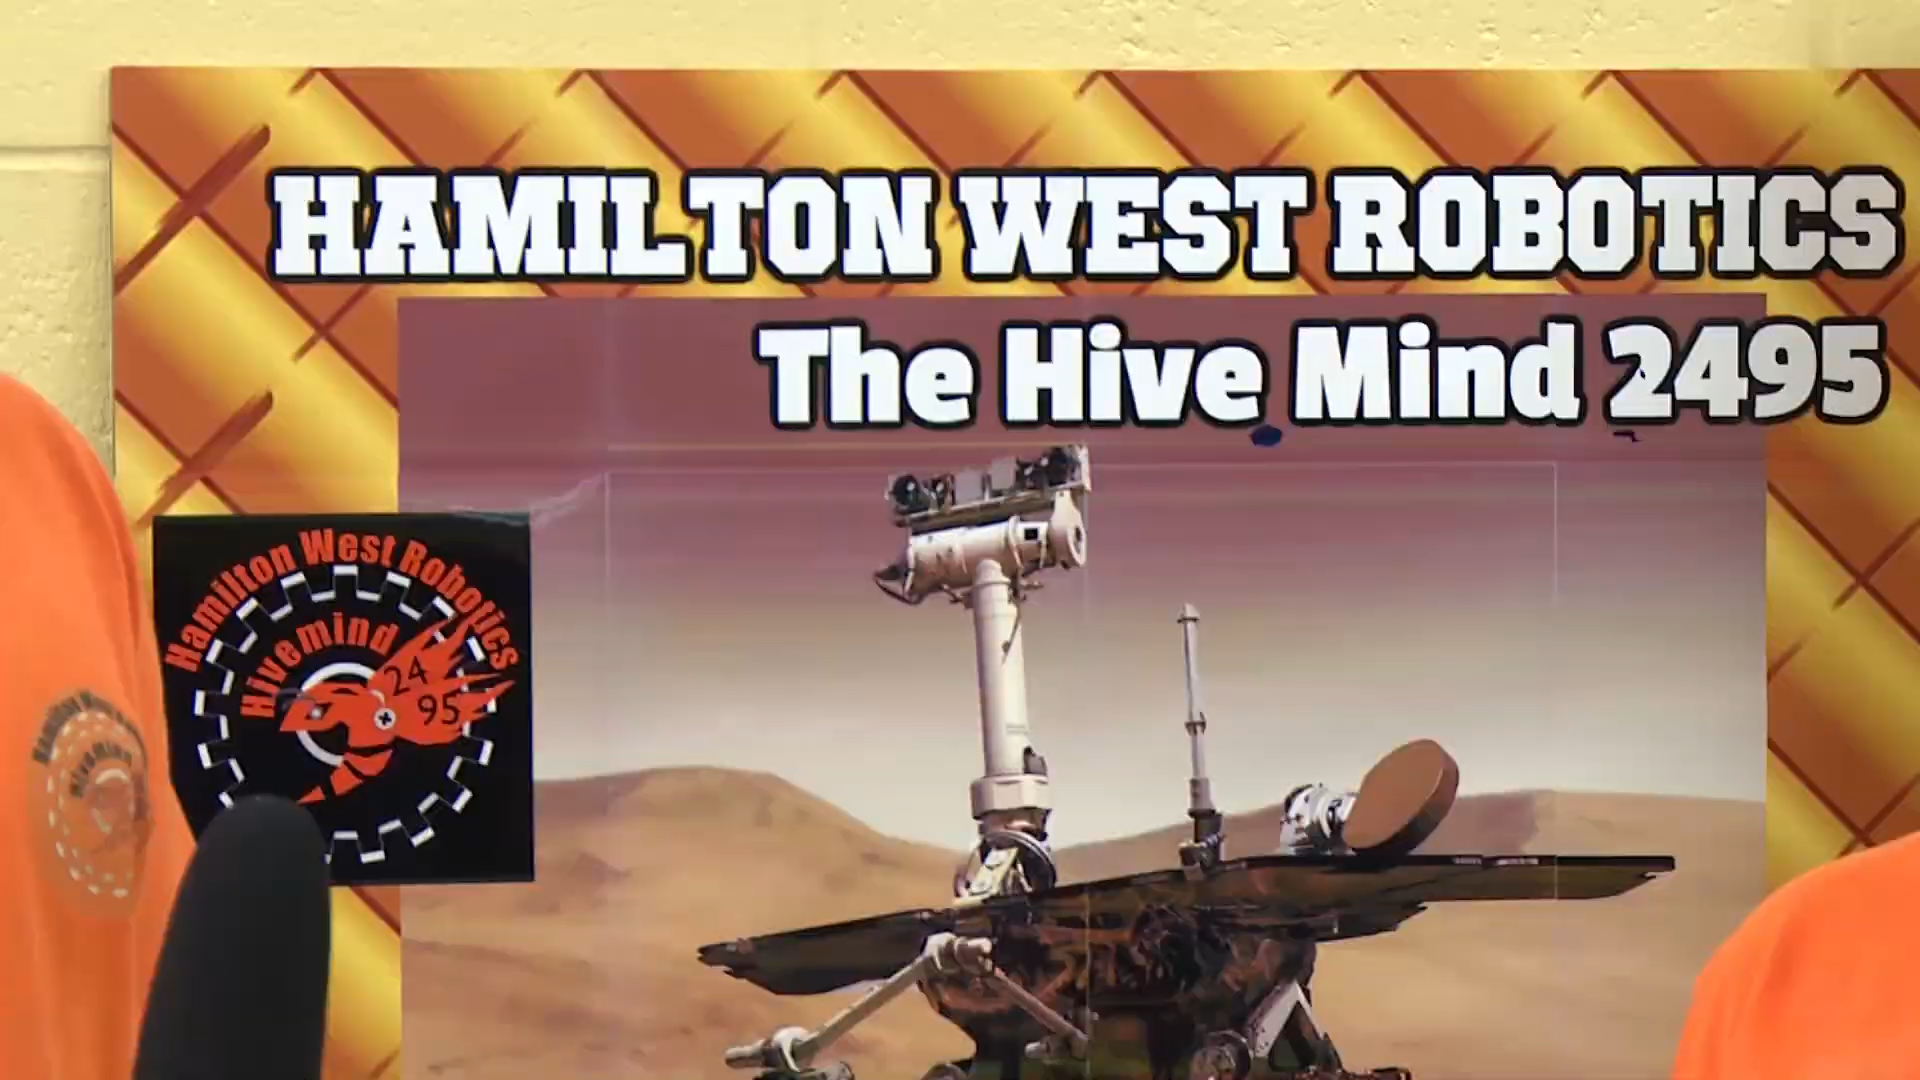 HAMILTON WEST ROBOTICS
The Hive Mind 2495
Hamilton West Robotics
Hivemind
24
95